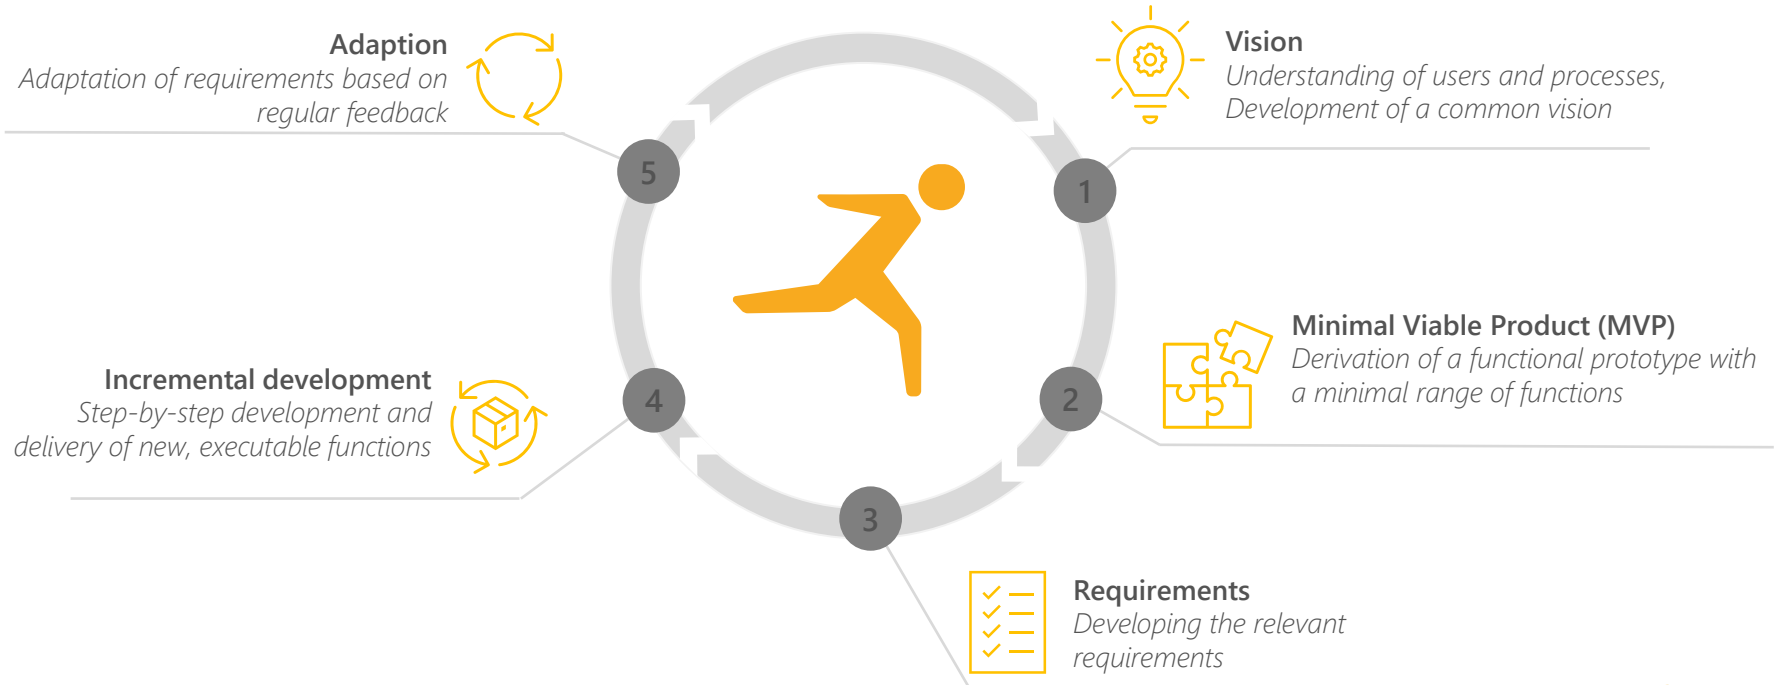 Adaption
Adaptation of requirements based on
regular feedback
5
Vision
Understanding of users and processes,
Development of a common vision
1
Minimal Viable Product (MVP)
Derivation of a functional prototype with
a minimal range of functions
2
Requirements
Developing the relevant
requirements
3
Incremental development
Step-by-step development and
delivery of new, executable functions
4